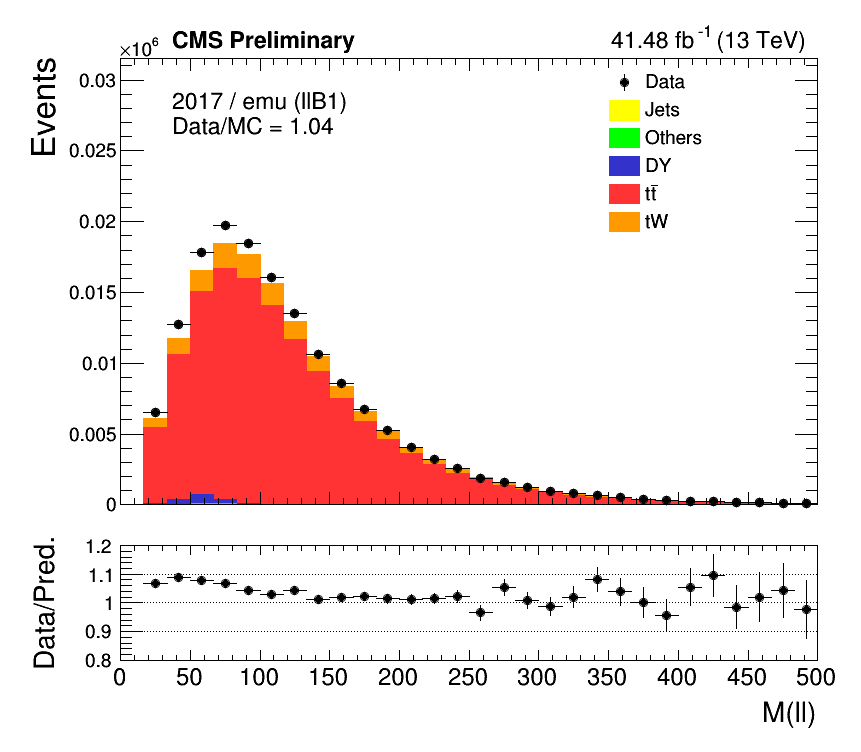 ×10⁶ CMS Preliminary 41.48 fb⁻¹ (13 TeV)
Events
0.03
0.025
0.02
0.015
0.01
0.005
0
2017 / emu (llB1)
Data/MC = 1.04
Data
Jets
Others
DY
tt̄
tW
Data/Pred.
1.2
1.1
1
0.9
0.8
0 50 100 150 200 250 300 350 400 450 500
M(ll)